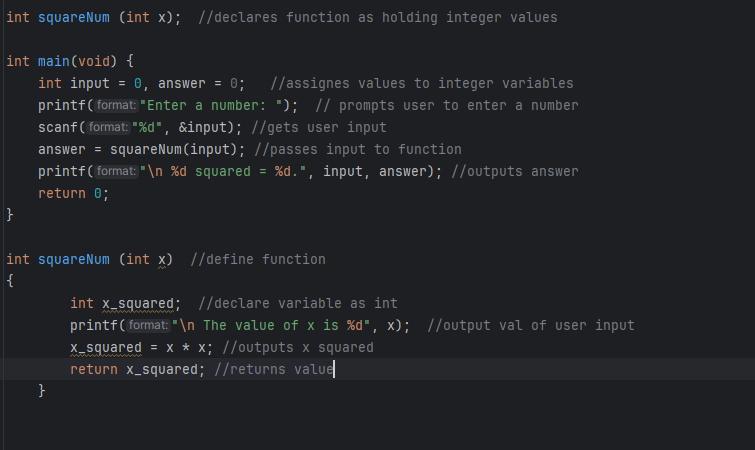 int squareNum (int x);  //declares function as holding integer values
int main(void) {
int input = 0, answer = 0;   //assignes values to integer variables
printf( format: "Enter a number: ");  // prompts user to enter a number
scanf( format: "%d", &input); //gets user input
answer = squareNum(input); //passes input to function
printf( format: "\n %d squared = %d.", input, answer); //outputs answer
return 0;
}
int squareNum (int x)  //define function
{
int x_squared;  //declare variable as int
printf( format: "\n The value of x is %d", x);  //output val of user input
x_squared = x * x; //outputs x squared
return x_squared; //returns value
}